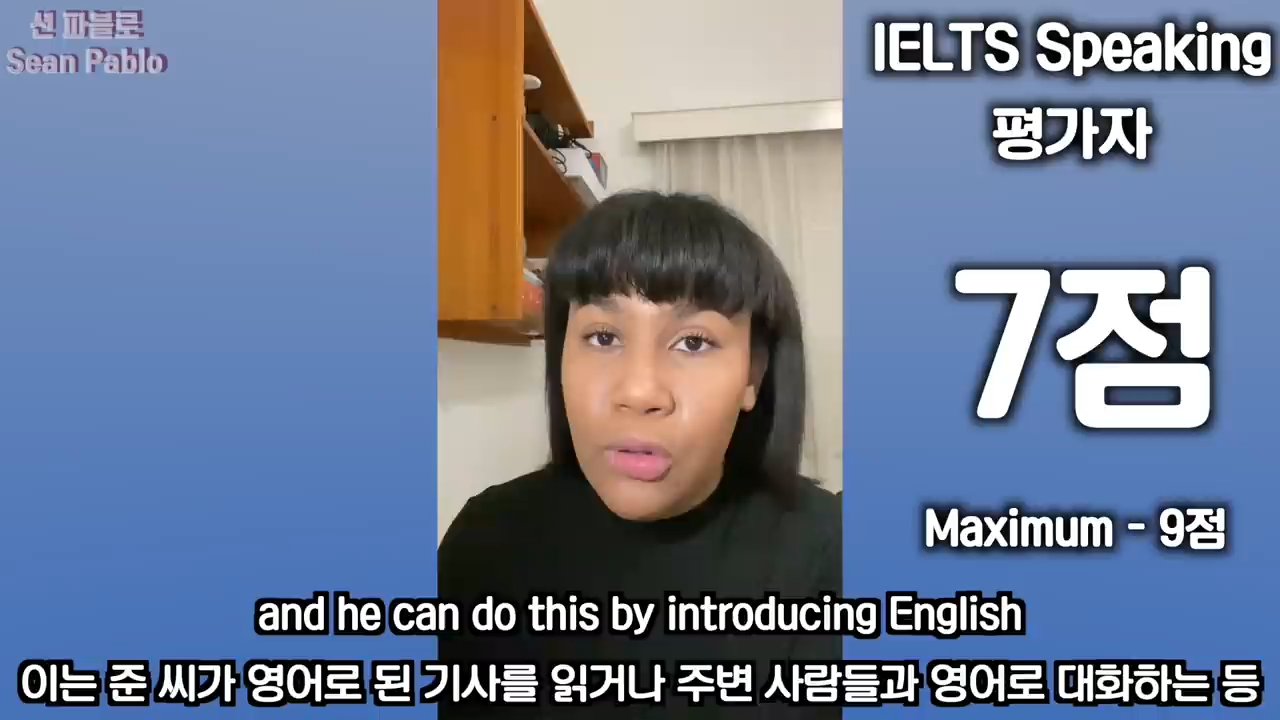 션 파블로
Sean Pablo
IELTS Speaking
평가자
7점
Maximum - 9점
and he can do this by introducing English
이는 준 씨가 영어로 된 기사를 읽거나 주변 사람들과 영어로 대화하는 등